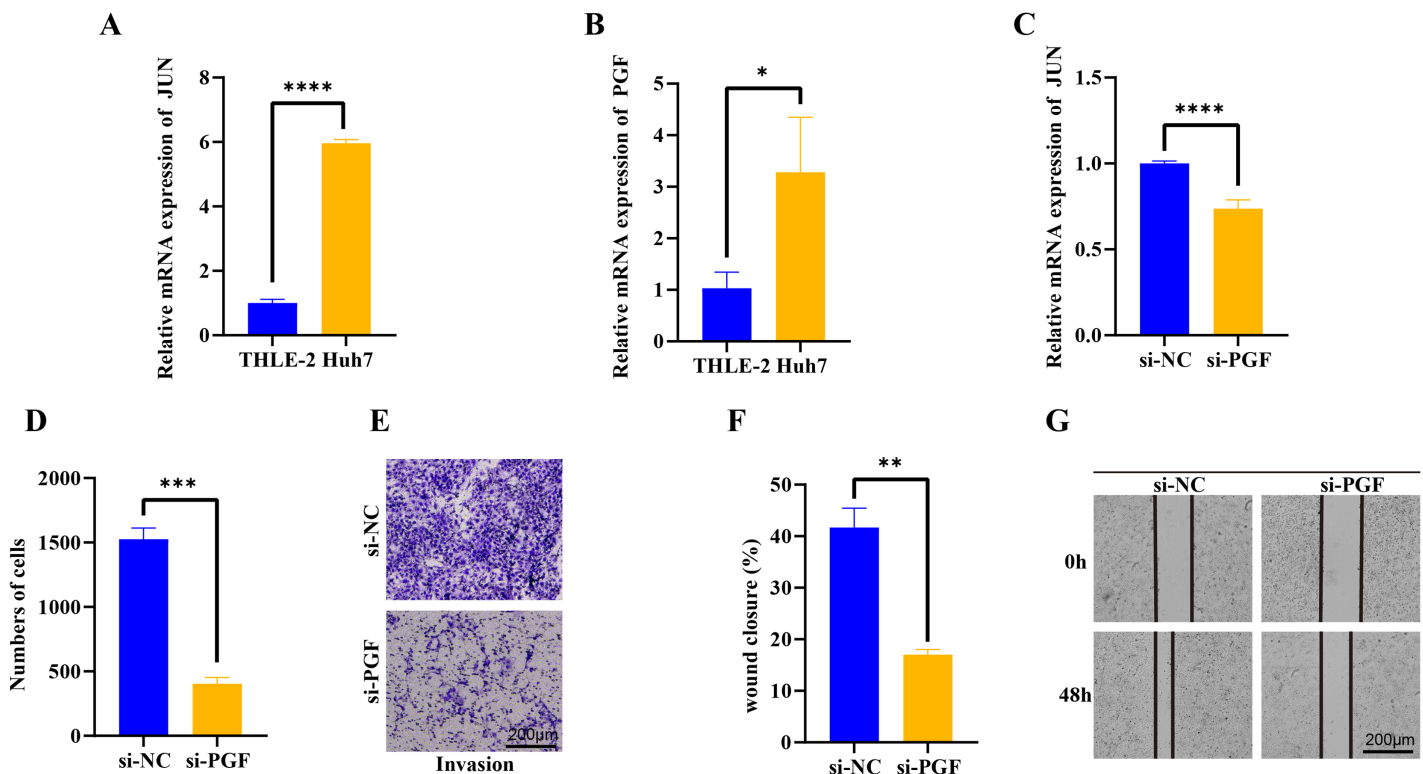 A
Relative mRNA expression of JUN
8
6
4
2
0
****
THLE-2 Huh7
B
Relative mRNA expression of PGF
5
4
3
2
1
0
*
THLE-2 Huh7
C
Relative mRNA expression of JUN
1.5
1.0
0.5
0.0
****
si-NC si-PGF
D
Numbers of cells
2000
1500
1000
500
0
***
si-NC si-PGF
E
si-NC
si-PGF
200μm
Invasion
F
wound closure (%)
50
40
30
20
10
0
**
si-NC si-PGF
G
si-NC si-PGF
0h
48h
200μm